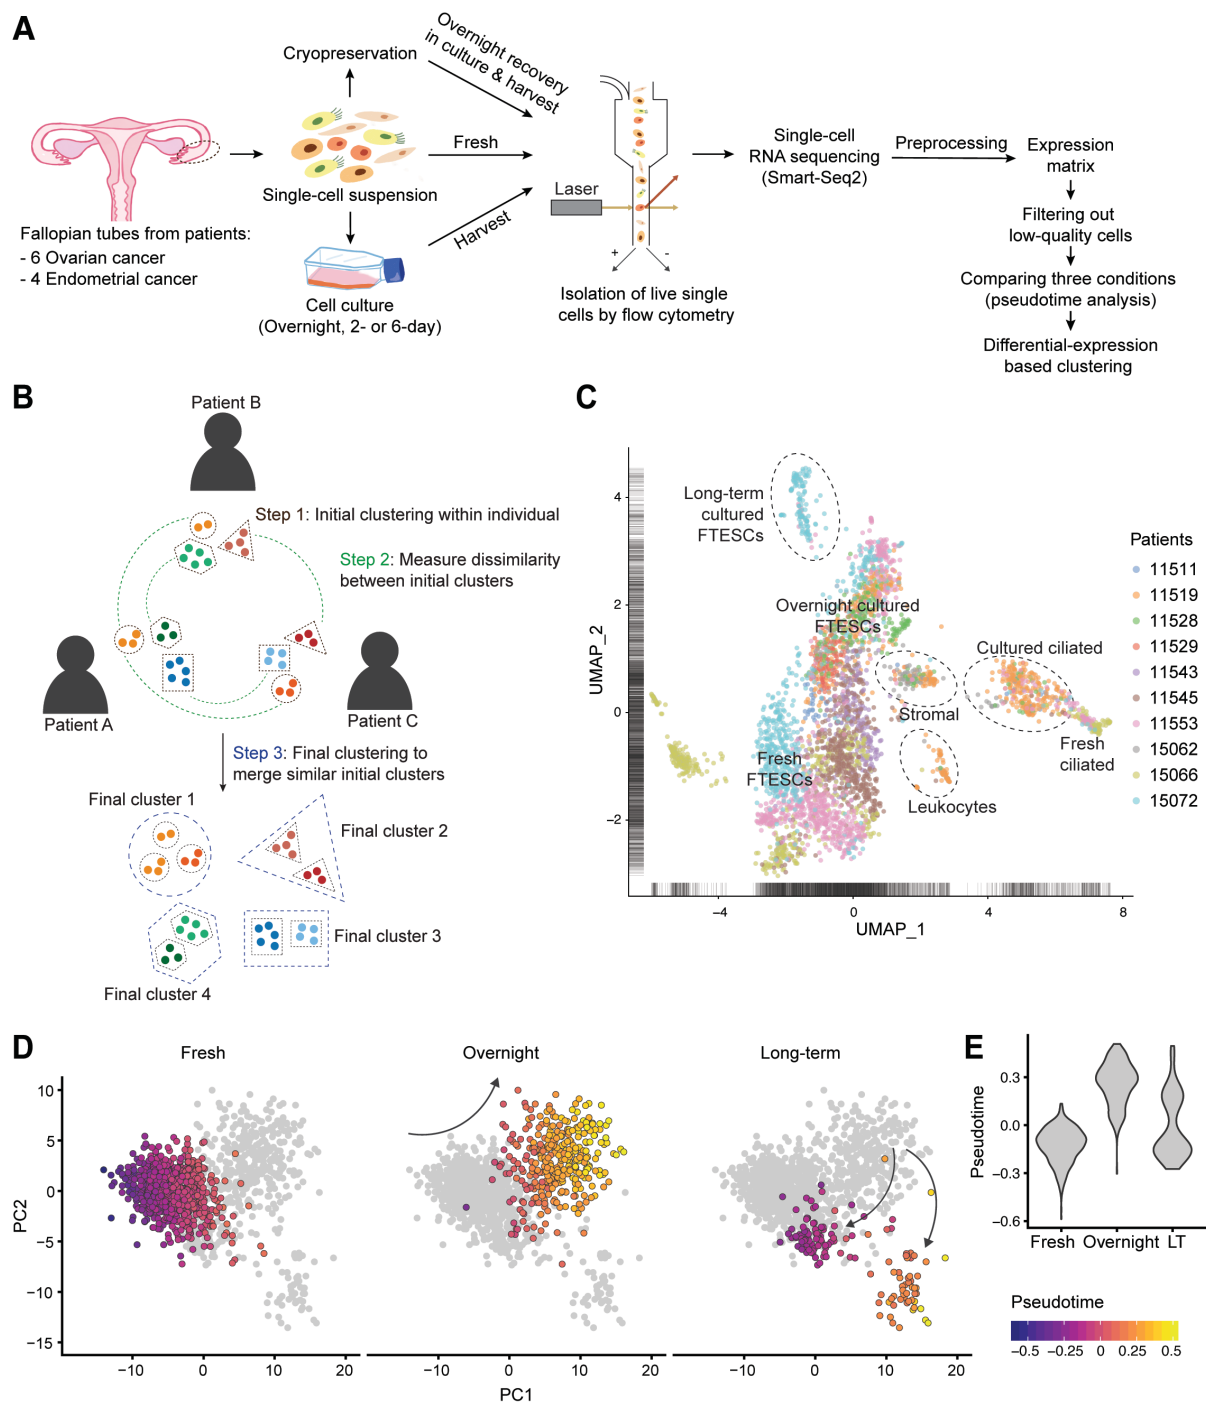 A
Cryopreservation
Overnight recovery
in culture & harvest
Fresh
Harvest
Single-cell suspension
Fallopian tubes from patients:
- 6 Ovarian cancer
- 4 Endometrial cancer
Cell culture
(Overnight, 2- or 6-day)
Laser
+
-
Isolation of live single
cells by flow cytometry
Single-cell
RNA sequencing
(Smart-Seq2)
Preprocessing
Expression
matrix
Filtering out
low-quality cells
Comparing three conditions
(pseudotime analysis)
Differential-expression
based clustering
B
Patient B
Step 1: Initial clustering within individual
Step 2: Measure dissimilarity
between initial clusters
Patient A
Patient C
Step 3: Final clustering to
merge similar initial clusters
Final cluster 1
Final cluster 2
Final cluster 3
Final cluster 4
C
UMAP_2
4
2
0
−2
Long-term
cultured
FTESCs
Overnight cultured
FTESCs
Cultured ciliated
Stromal
Fresh
FTESCs
Fresh
ciliated
Leukocytes
−4
0
4
8
UMAP_1
Patients
11511
11519
11528
11529
11543
11545
11553
15062
15066
15072
D
Fresh
Overnight
Long-term
PC2
10
5
0
−5
−10
−15
−10
0
10
20
−10
0
10
20
−10
0
10
20
PC1
E
Pseudotime
0.3
0.0
−0.3
−0.6
Fresh
Overnight
LT
Pseudotime
−0.5
−0.25
0
0.25
0.5